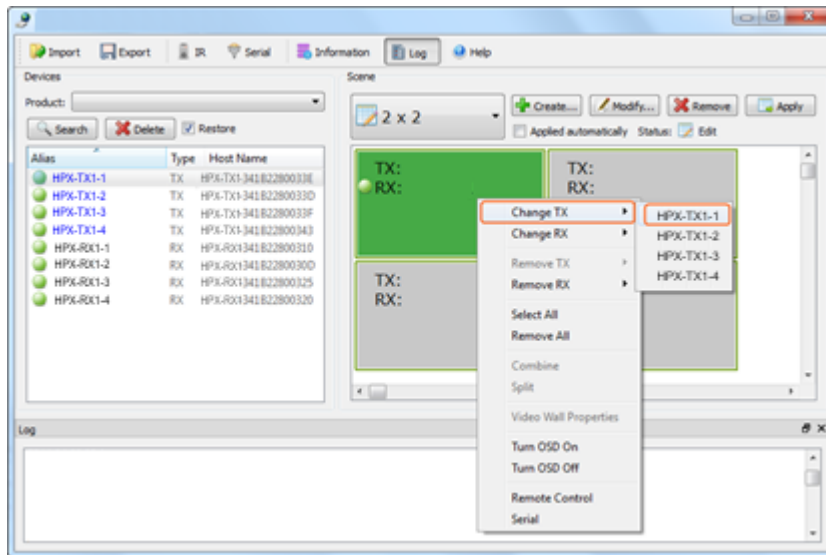 Import Export IR Serial Information Log Help
Devices
Product:
Search Delete Restore
Alias Type Host Name
HPX-TX1-1 TX HPX-TX1-341B2280033E
HPX-TX1-2 TX HPX-TX1-341B2280033D
HPX-TX1-3 TX HPX-TX1-341B2280033F
HPX-TX1-4 TX HPX-TX1-341B22800343
HPX-RX1-1 RX HPX-RX1341B22800310
HPX-RX1-2 RX HPX-RX1341B2280030D
HPX-RX1-3 RX HPX-RX1341B22800325
HPX-RX1-4 RX HPX-RX1341B22800320
Scene
2 x 2
Create... Modify... Remove Apply
Applied automatically Status: Edit
TX:
RX:
TX:
RX:
TX:
RX:
Change TX
Change RX
Remove TX
Remove RX
Select All
Remove All
Combine
Split
Video Wall Properties
Turn OSD On
Turn OSD Off
Remote Control
Serial
HPX-TX1-1
HPX-TX1-2
HPX-TX1-3
HPX-TX1-4
Log